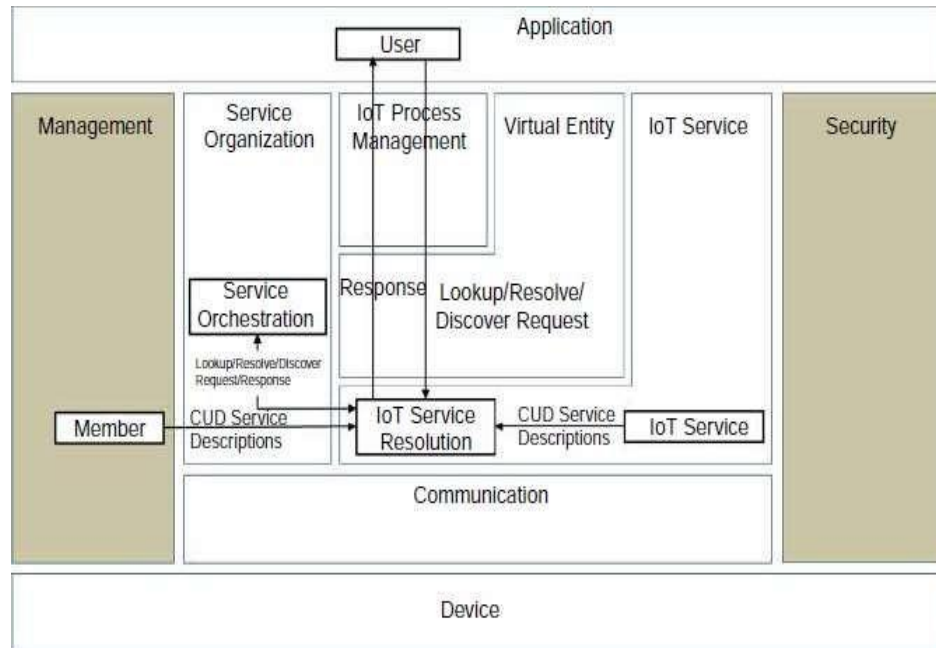 Application
User
Management
Service
Organization
IoT Process
Management
Virtual Entity
IoT Service
Security
Service
Orchestration
Response
Lookup/Resolve/
Discover Request
Lookup/Resolve/Discover
Request/Response
Member
CUD Service
Descriptions
IoT Service
Resolution
CUD Service
Descriptions
IoT Service
Communication
Device